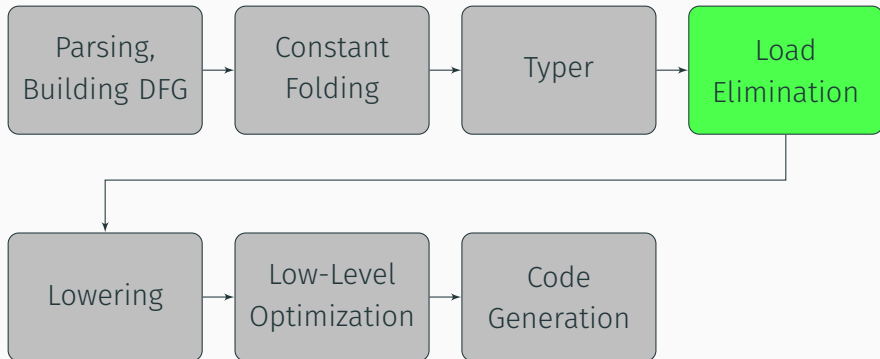 Parsing,
Building DFG
Constant
Folding
Typer
Load
Elimination
Lowering
Low-Level
Optimization
Code
Generation